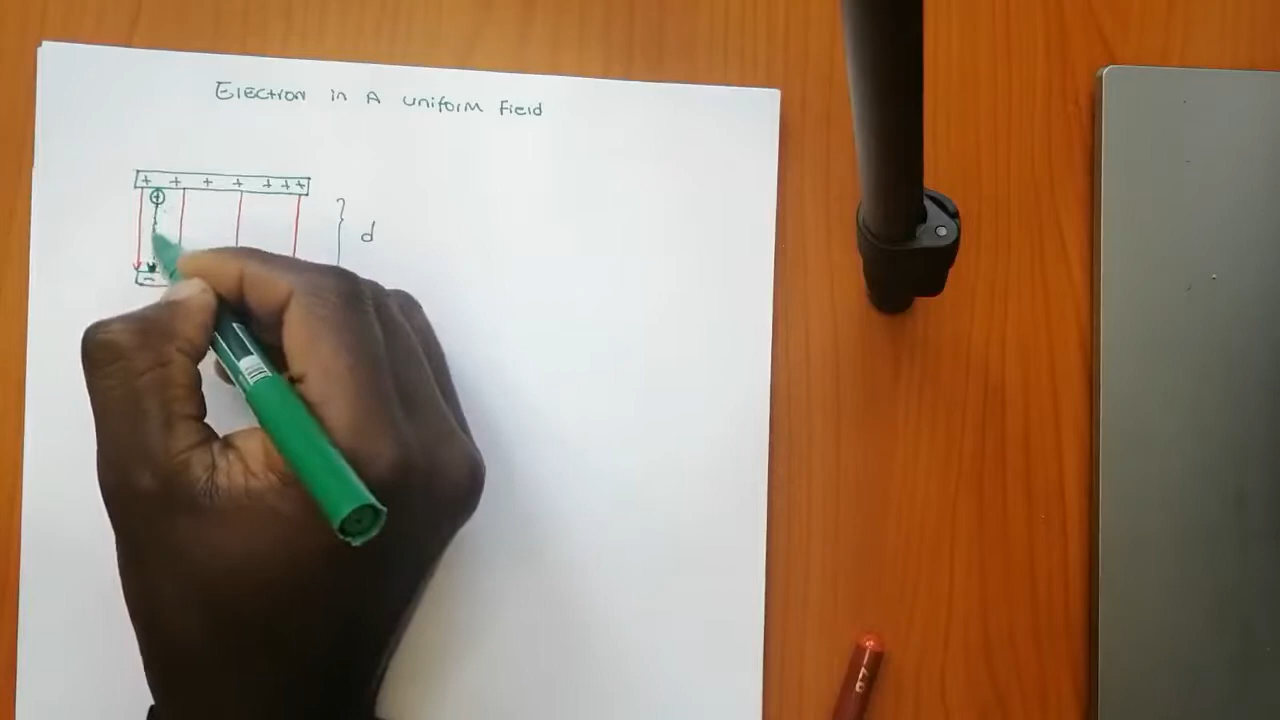 Electron in A uniform field
+ + + + + + +
+
d
-